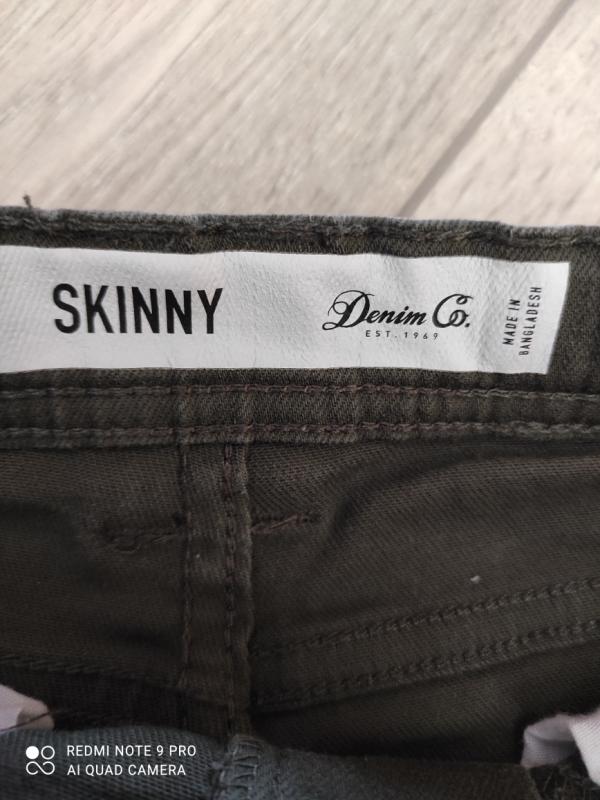 SKINNY
Denim Co.
EST. 1969
MADE IN
BANGLADESH
REDMI NOTE 9 PRO
AI QUAD CAMERA